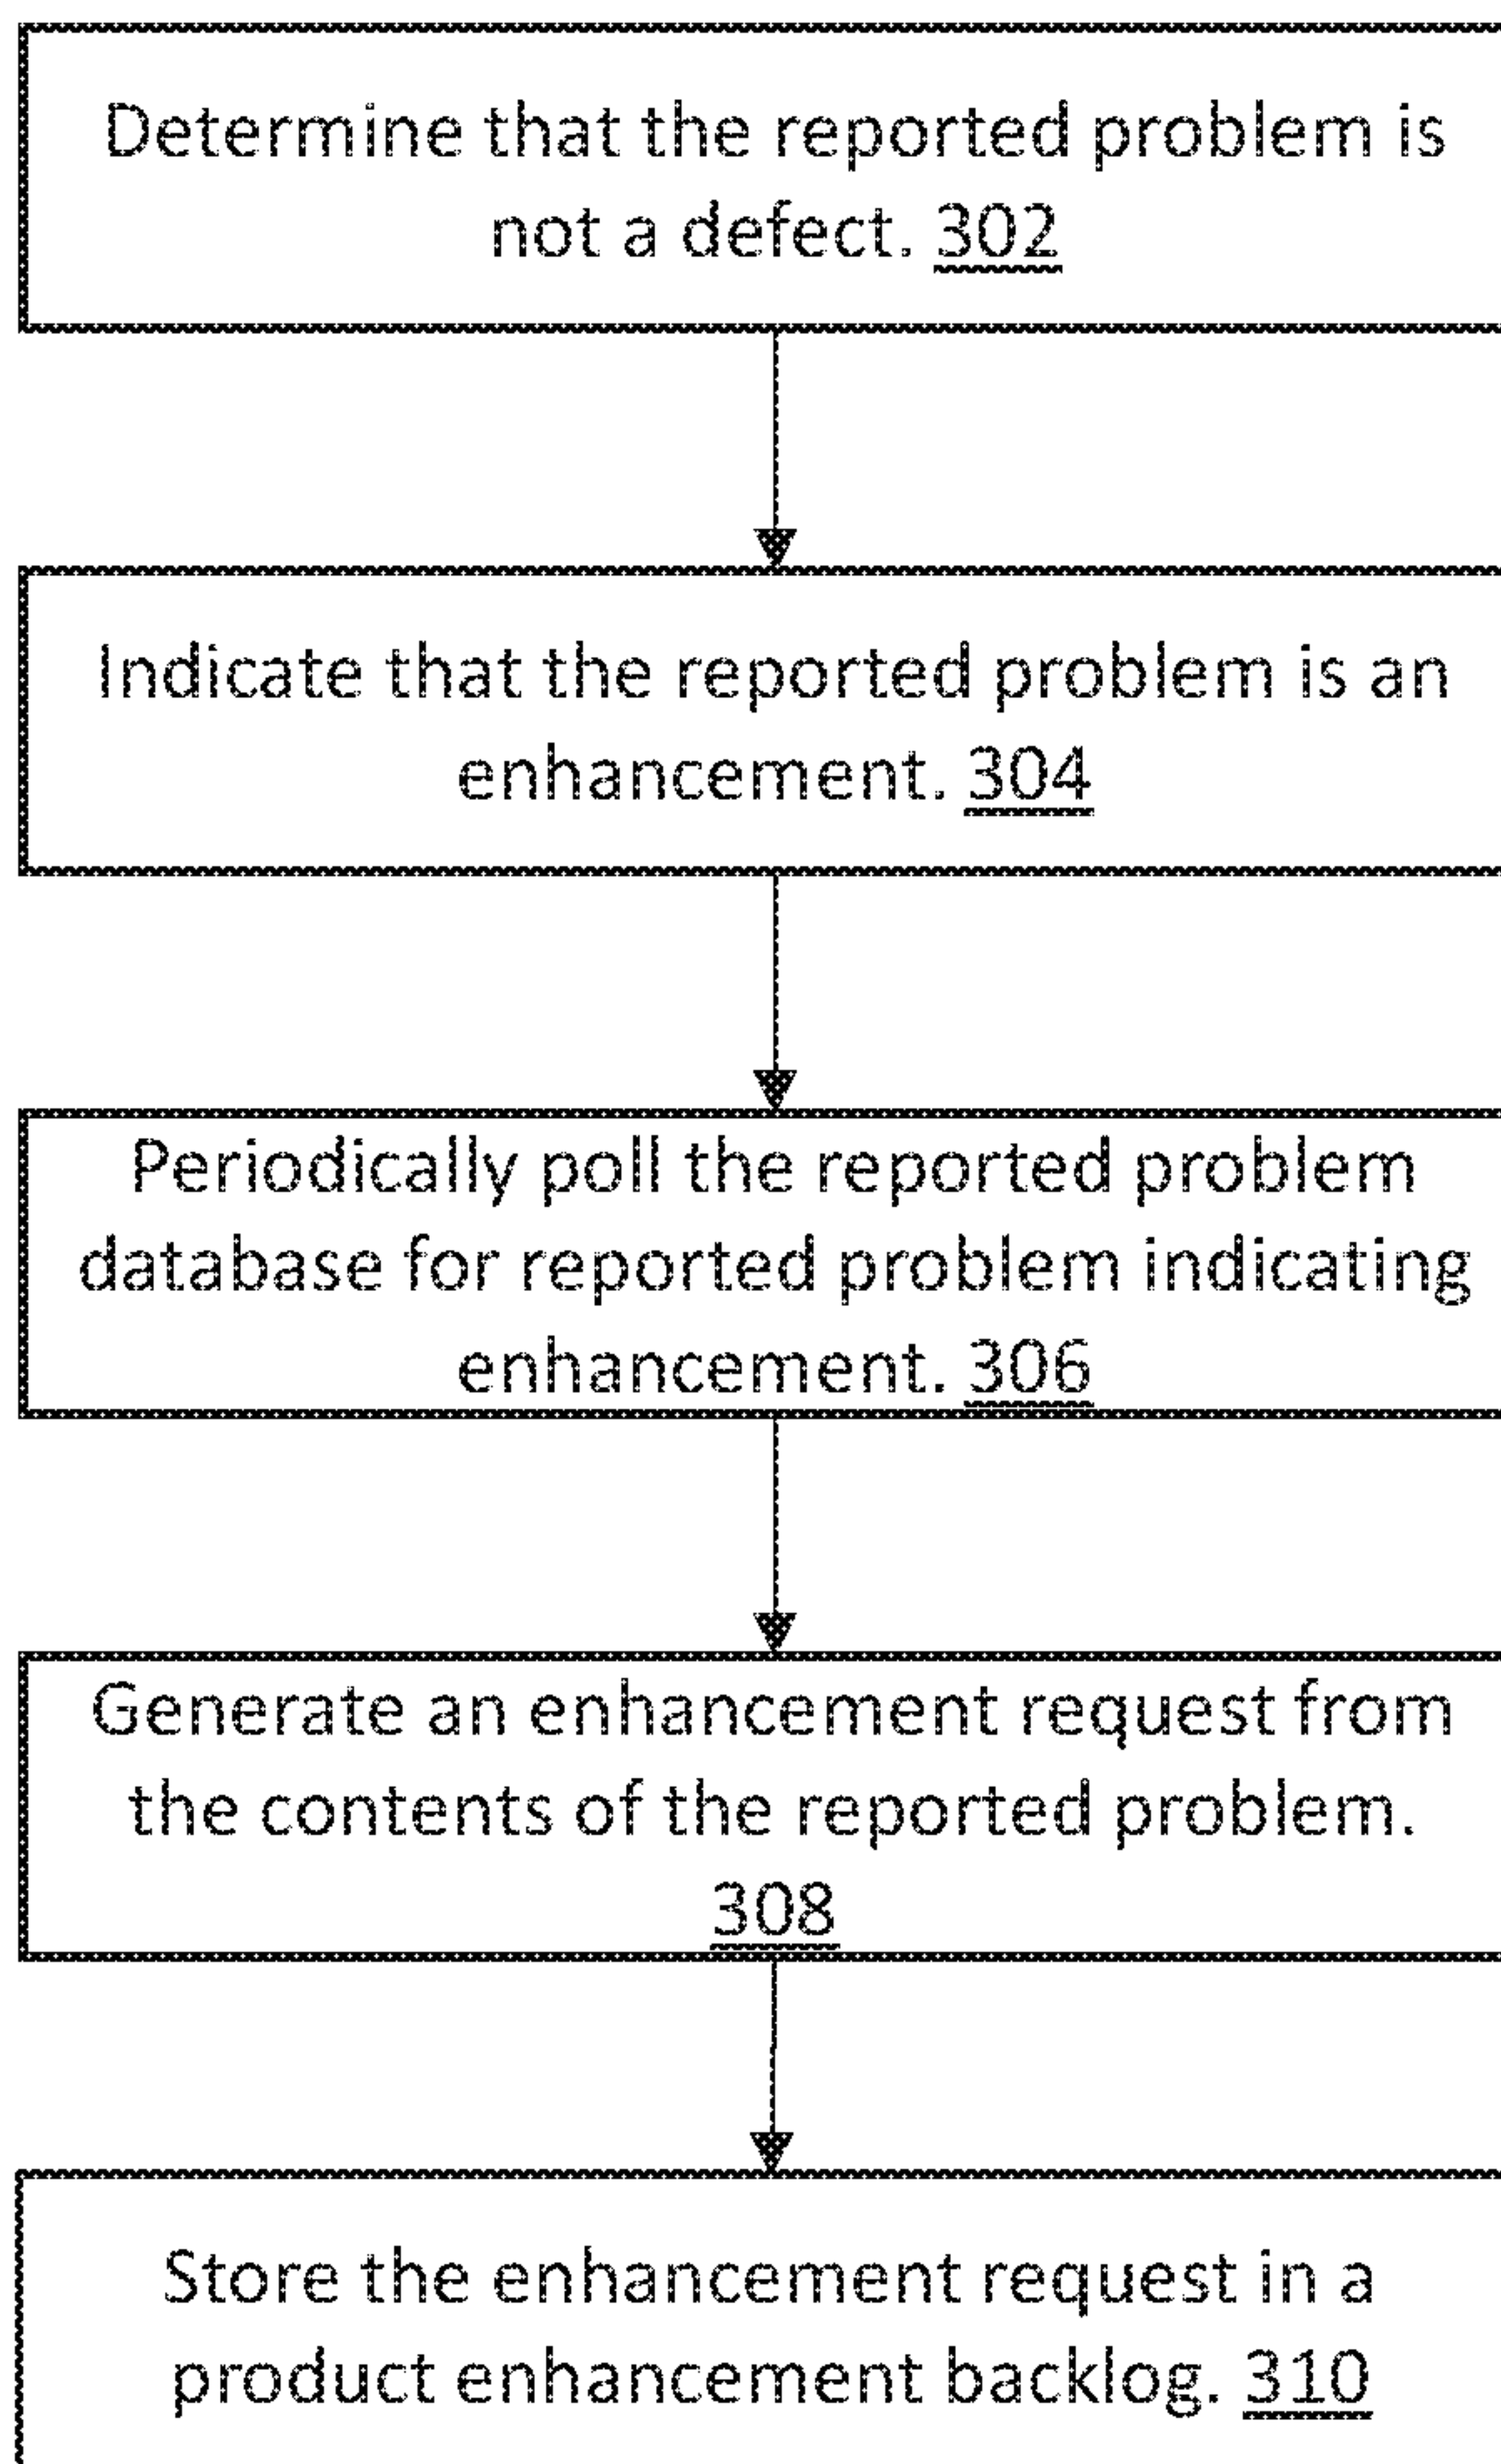 Determine that the reported problem is
not a defect. 302
Indicate that the reported problem is an
enhancement. 304
Periodically poll the reported problem
database for reported problem indicating
enhancement. 306
Generate an enhancement request from
the contents of the reported problem.
308
Store the enhancement request in a
product enhancement backlog. 310